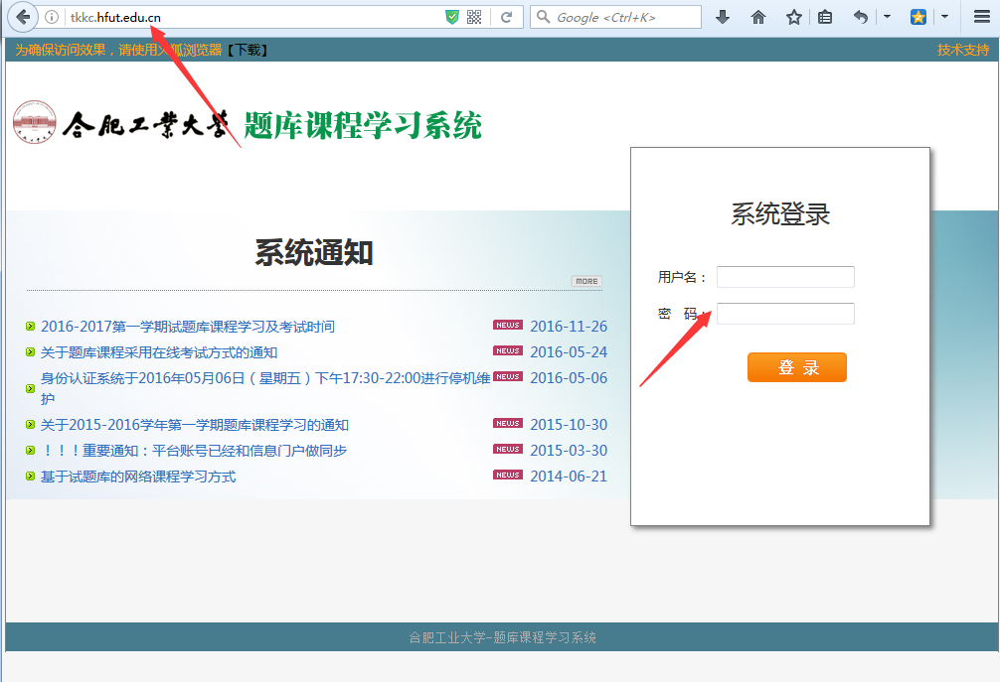 tkkc.hfut.edu.cn
Google <Ctrl+K>
为确保访问效果，请使用火狐浏览器【下载】
技术支持
合肥工业大学 题库课程学习系统
系统通知
MORE
2016-2017第一学期试题库课程学习及考试时间 NEWS 2016-11-26
关于题库课程采用在线考试方式的通知 NEWS 2016-05-24
身份认证系统于2016年05月06日（星期五）下午17:30-22:00进行停机维 NEWS 2016-05-06
护
关于2015-2016学年第一学期题库课程学习的通知 NEWS 2015-10-30
！！！重要通知：平台账号已经和信息门户做同步 NEWS 2015-03-30
基于试题库的网络课程学习方式 NEWS 2014-06-21
系统登录
用户名：
密 码：
登 录
合肥工业大学-题库课程学习系统